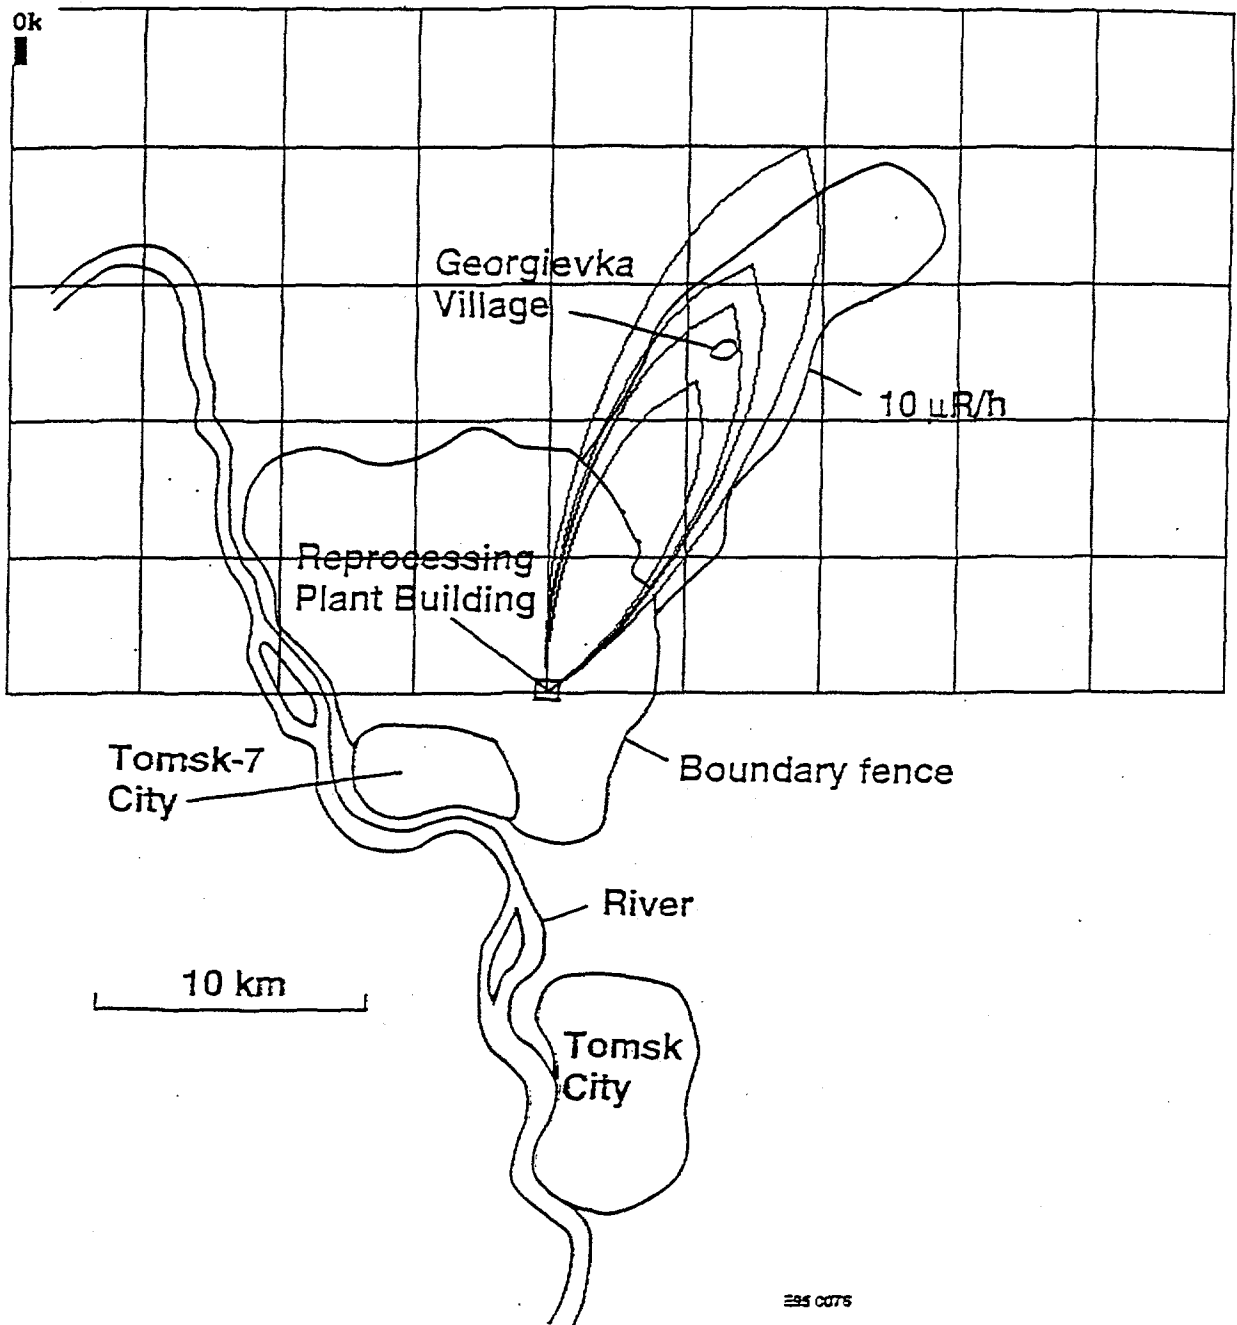 0k
Georgievka
Village
10 µR/h
Reprocessing
Plant Building
Tomsk-7
City
Boundary fence
River
10 km
Tomsk
City
E95 0076